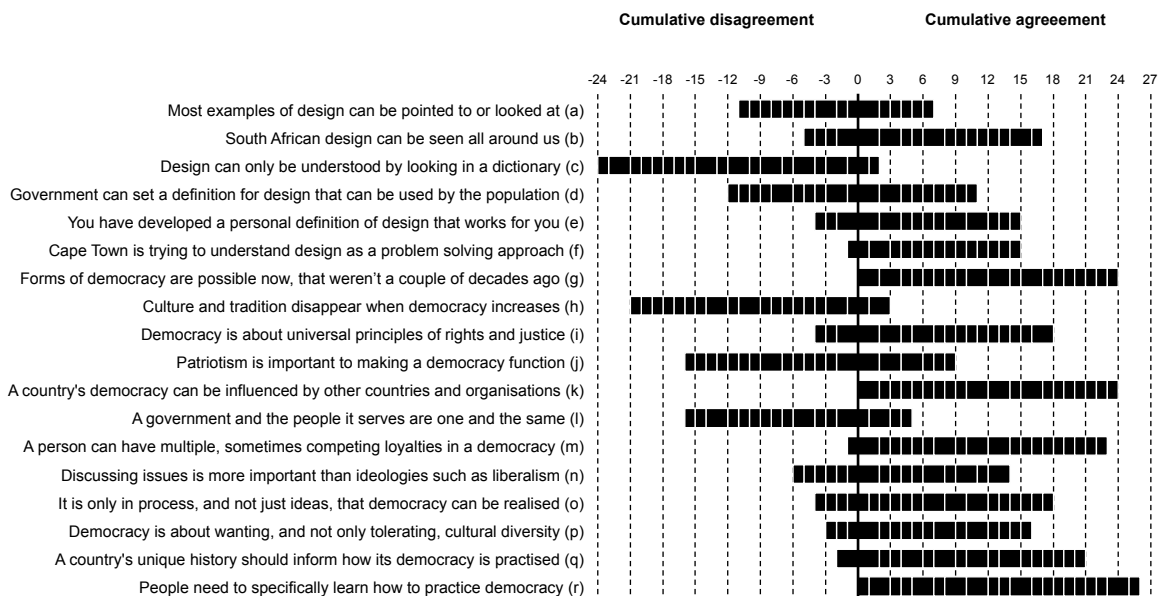 Cumulative disagreement Cumulative agreeement
-24 -21 -18 -15 -12 -9 -6 -3 0 3 6 9 12 15 18 21 24 27
Most examples of design can be pointed to or looked at (a)
South African design can be seen all around us (b)
Design can only be understood by looking in a dictionary (c)
Government can set a definition for design that can be used by the population (d)
You have developed a personal definition of design that works for you (e)
Cape Town is trying to understand design as a problem solving approach (f)
Forms of democracy are possible now, that weren't a couple of decades ago (g)
Culture and tradition disappear when democracy increases (h)
Democracy is about universal principles of rights and justice (i)
Patriotism is important to making a democracy function (j)
A country's democracy can be influenced by other countries and organisations (k)
A government and the people it serves are one and the same (l)
A person can have multiple, sometimes competing loyalties in a democracy (m)
Discussing issues is more important than ideologies such as liberalism (n)
It is only in process, and not just ideas, that democracy can be realised (o)
Democracy is about wanting, and not only tolerating, cultural diversity (p)
A country's unique history should inform how its democracy is practised (q)
People need to specifically learn how to practice democracy (r)